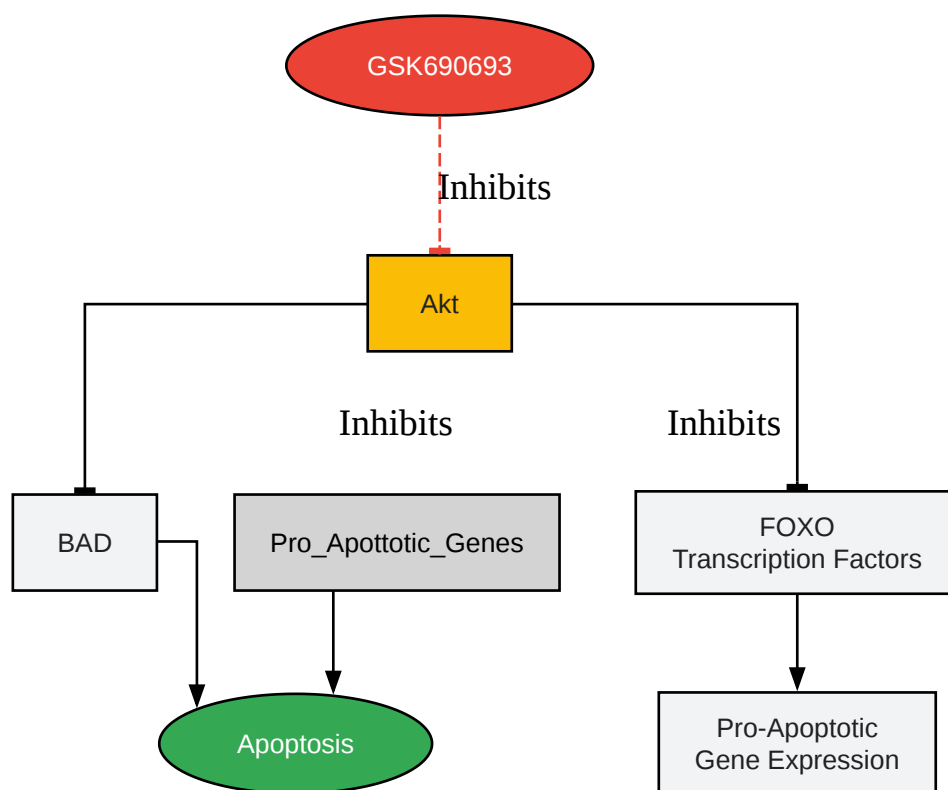 GSK690693
Inhibits
Akt
Inhibits
Inhibits
BAD
Pro_Apottotic_Genes
FOXO
Transcription Factors
Apoptosis
Pro-Apoptotic
Gene Expression